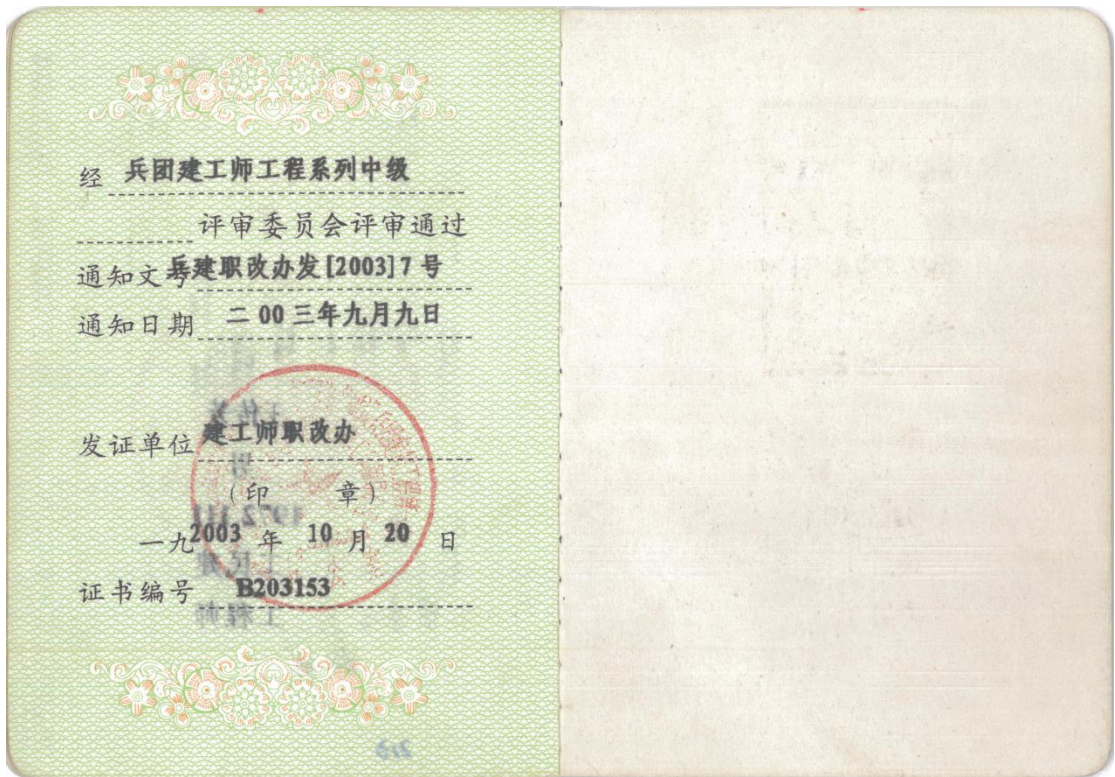 经 兵团建工师工程系列中级
评审委员会评审通过
通知文号兵建职改办发[2003]7 号
通知日期 二 00 三年九月九日
发证单位 建工师职改办
(印 章)
一九2003 年 10 月 20 日
证书编号 B203153